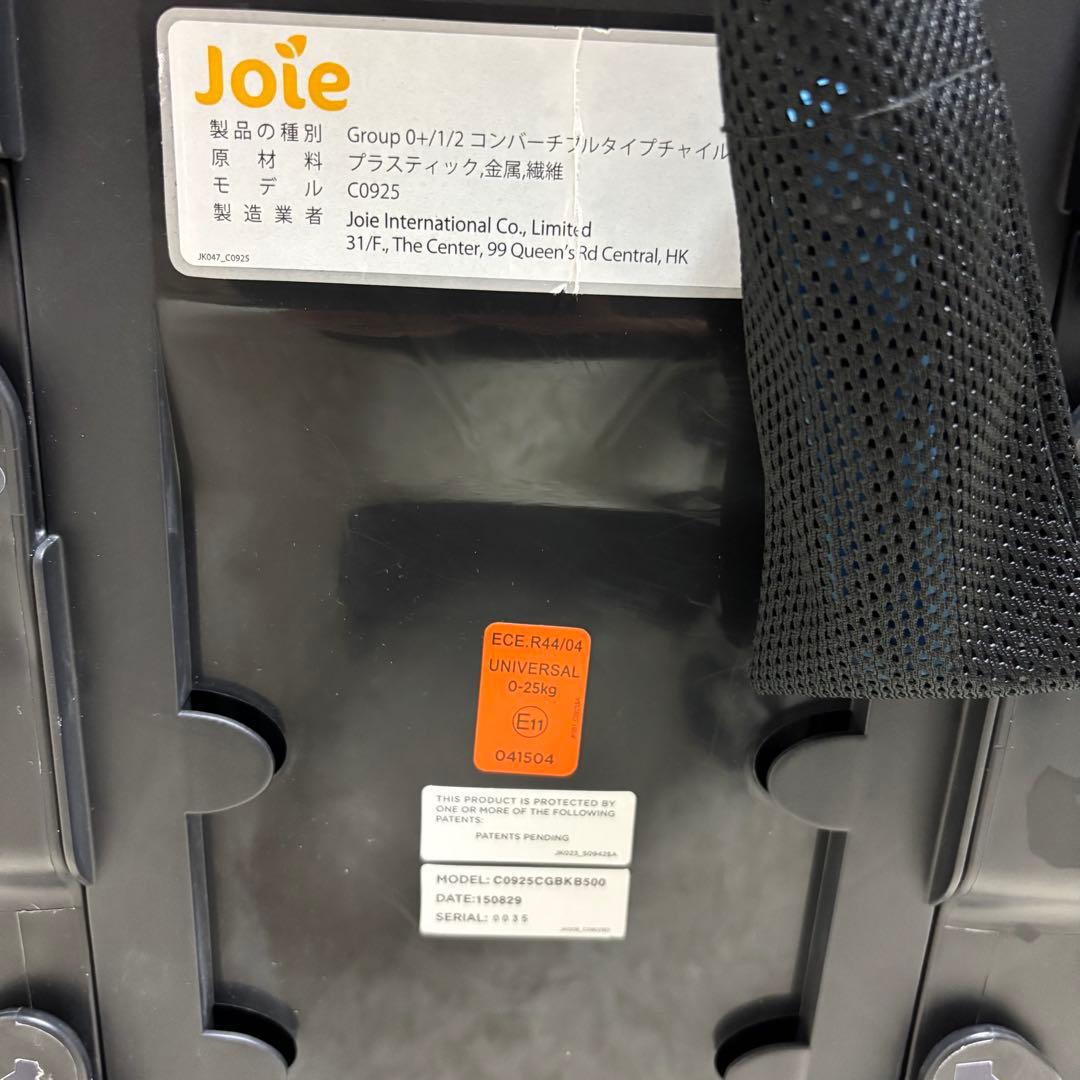 Joie
製品の種別 Group 0+/1/2 コンバーチブルタイプチャイル
原材料 プラスティック,金属,繊維
モデル C0925
製造業者 Joie International Co., Limited
31/F., The Center, 99 Queen's Rd Central, HK
JK047_C0925
ECE.R44/04
UNIVERSAL
0-25kg
E11
041504
THIS PRODUCT IS PROTECTED BY
ONE OR MORE OF THE FOLLOWING
PATENTS:
PATENTS PENDING
MODEL: C0925CGBKB500
DATE:150829
SERIAL: 0035